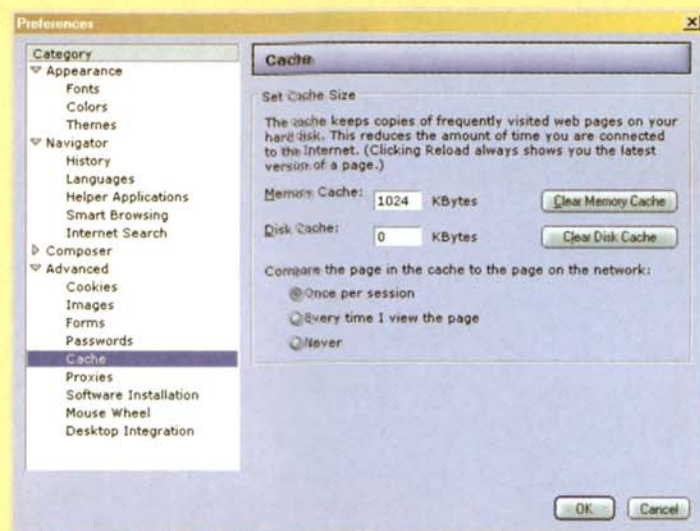 Preferences
Category
Appearance
Fonts
Colors
Themes
Navigator
History
Languages
Helper Applications
Smart Browsing
Internet Search
Composer
Advanced
Cookies
Images
Forms
Passwords
Cache
Proxies
Software Installation
Mouse Wheel
Desktop Integration
Cache
Set Cache Size
The cache keeps copies of frequently visited web pages on your
hard disk. This reduces the amount of time you are connected
to the Internet. (Clicking Reload always shows you the latest
version of a page.)
Memory Cache: 1024 KBytes Clear Memory Cache
Disk Cache: 0 KBytes Clear Disk Cache
Compare the page in the cache to the page on the network:
Once per session
Every time I view the page
Never
OK Cancel